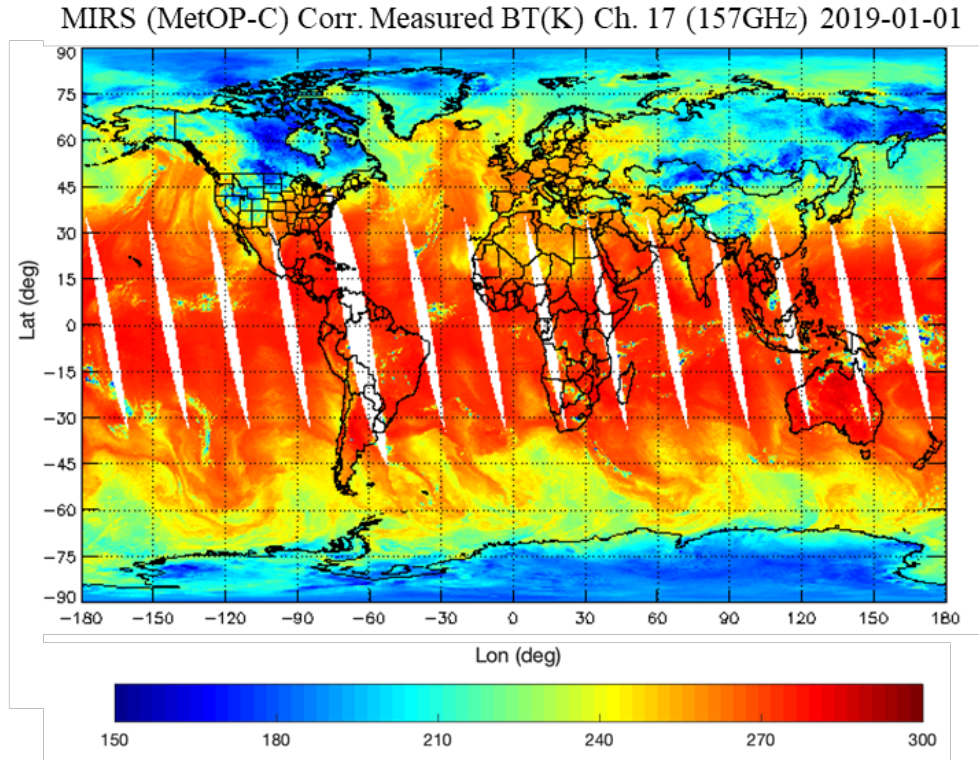 MIRS (MetOP-C) Corr. Measured BT(K) Ch. 17 (157GHz) 2019-01-01
90
75
60
45
30
15
0
−15
−30
−45
−60
−75
−90
Lat (deg)
−180 −150 −120 −90 −60 −30 0 30 60 90 120 150 180
Lon (deg)
150 180 210 240 270 300